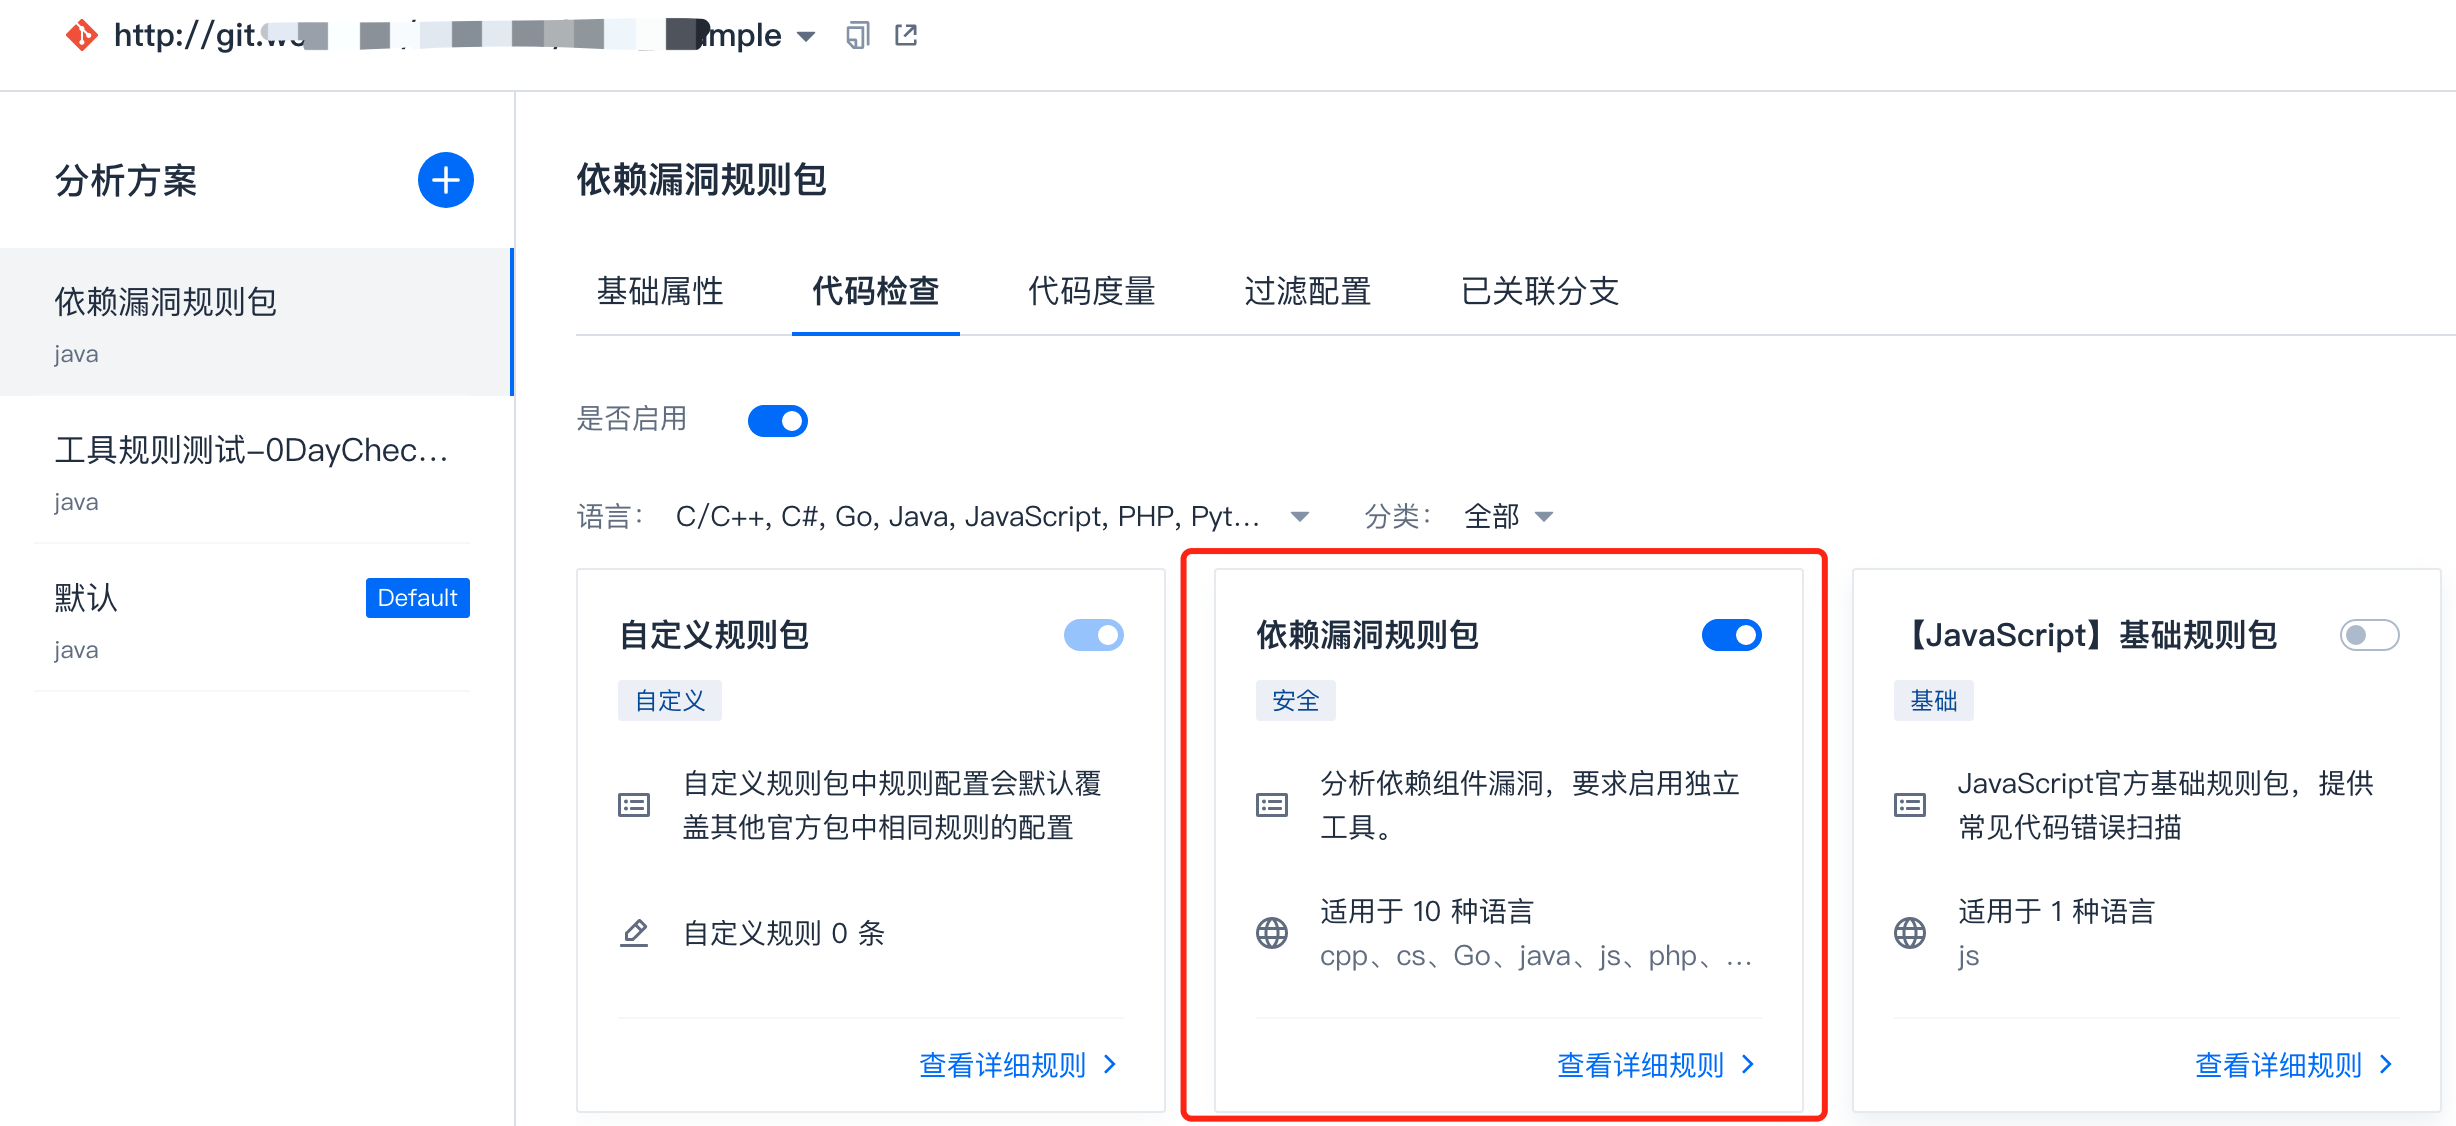 http://git.
mple
分析方案
依赖漏洞规则包
java
工具规则测试-0DayChec...
java
默认
Default
java
依赖漏洞规则包
基础属性
代码检查
代码度量
过滤配置
已关联分支
是否启用
语言：
C/C++, C#, Go, Java, JavaScript, PHP, Pyt...
分类：
全部
自定义规则包
自定义
自定义规则包中规则配置会默认覆
盖其他官方包中相同规则的配置
自定义规则 0 条
查看详细规则
依赖漏洞规则包
安全
分析依赖组件漏洞，要求启用独立
工具。
适用于 10 种语言
cpp、cs、Go、java、js、php、...
查看详细规则
【JavaScript】基础规则包
基础
JavaScript官方基础规则包，提供
常见代码错误扫描
适用于 1 种语言
js
查看详细规则